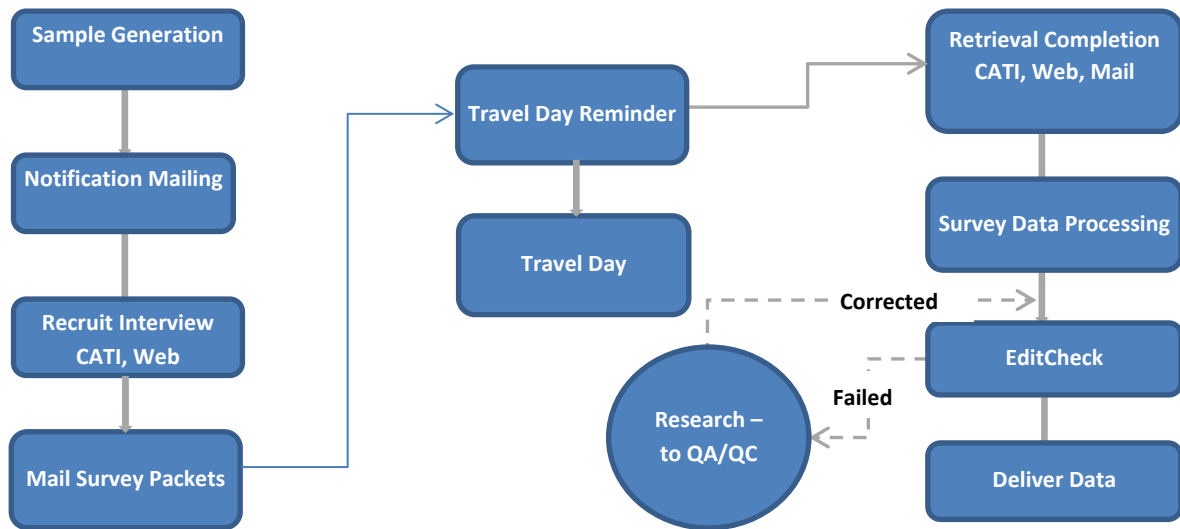 Sample Generation
Notification Mailing
Recruit Interview
CATI, Web
Mail Survey Packets
Travel Day Reminder
Travel Day
Retrieval Completion
CATI, Web, Mail
Survey Data Processing
Corrected
EditCheck
Failed
Research –
to QA/QC
Deliver Data